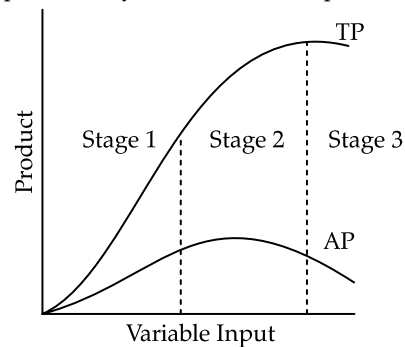 TP
Stage 1
Stage 2
Stage 3
Product
AP
Variable Input